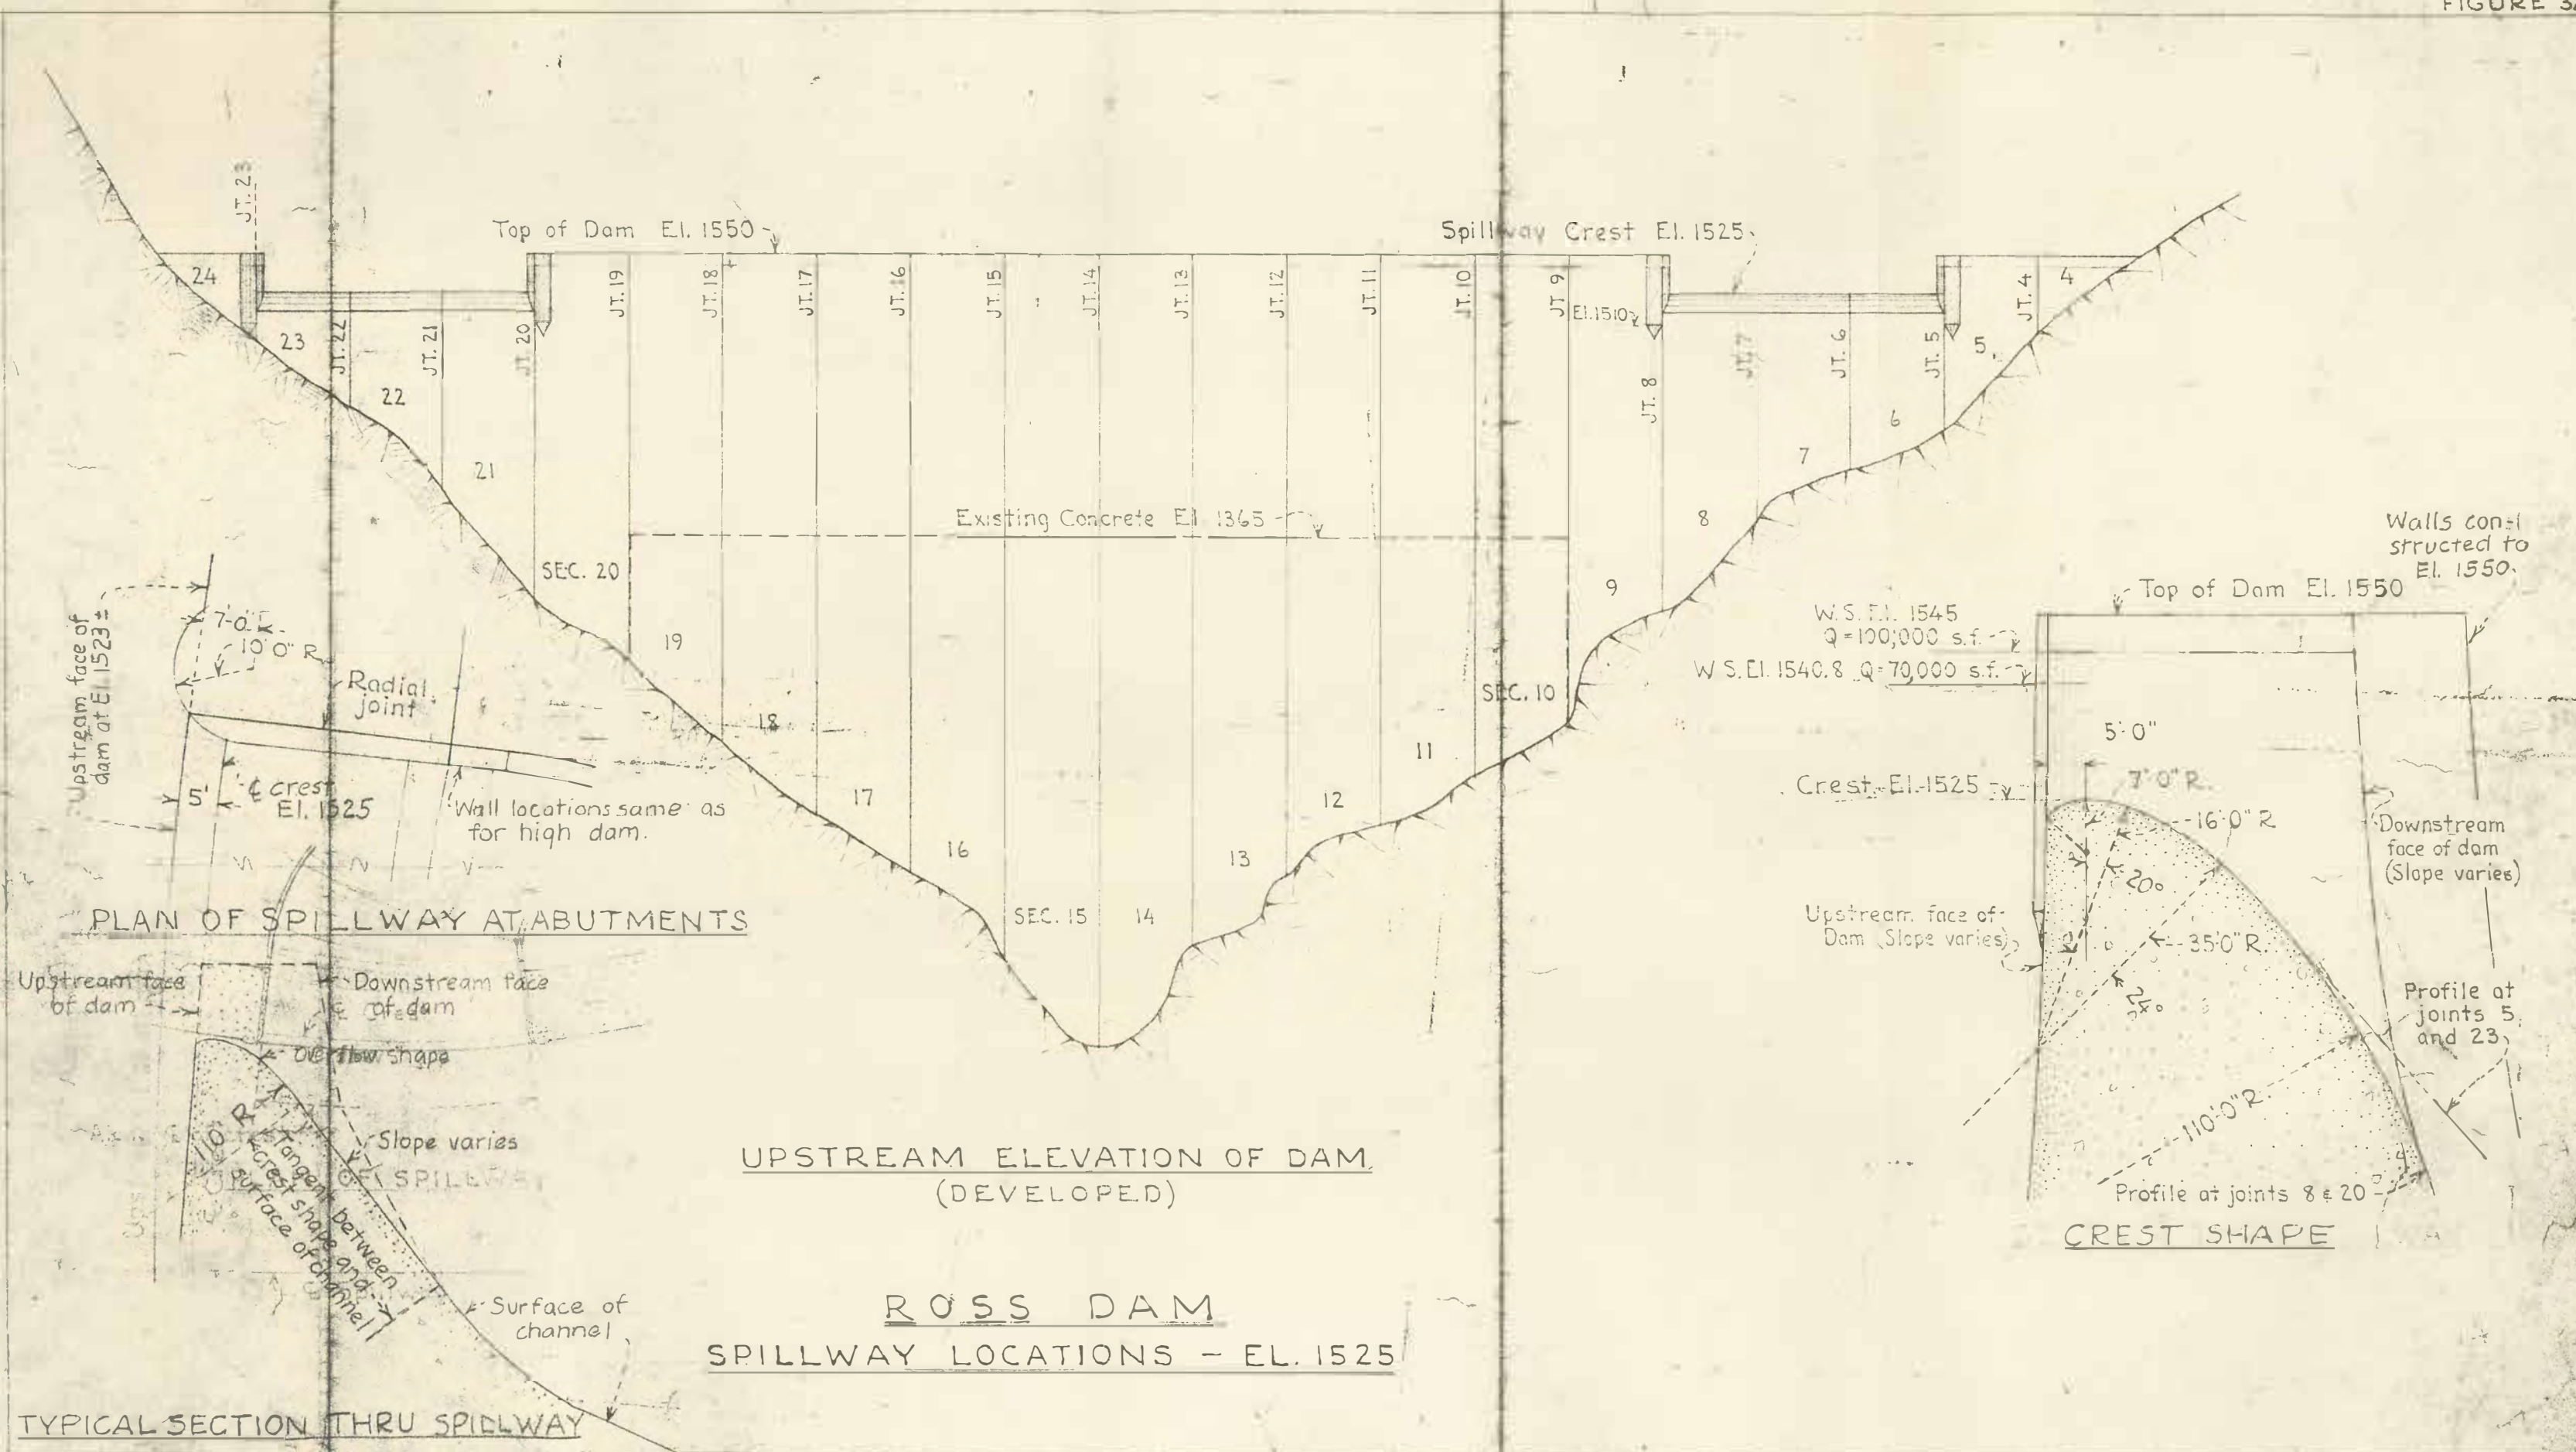 FIGURE
JT. 23
Top of Dam El. 1550
Spillway Crest El. 1525
24
23
JT. 22
22
JT. 21
21
JT. 20
SEC. 20
JT. 19
19
JT. 18
18
JT. 17
17
JT. 16
16
JT. 15
SEC. 15
JT. 14
14
JT. 13
13
JT. 12
12
JT. 11
11
JT. 10
SEC. 10
JT 9
9
El. 1510
JT. 8
8
7
JT. 6
6
JT. 5
5
JT. 4
4
Existing Concrete El 1365
Upstream face of
dam at El. 1523±
7'-0"
10'0" R.
Radial
joint
5'
℄ crest
El. 1525
Wall locations same as
for high dam.
PLAN OF SPILLWAY AT ABUTMENTS
Upstream face
of dam
Downstream face
of dam
Overflow shape
Slope varies
Tangent between
crest shape and
surface of channel
Surface of
channel
TYPICAL SECTION THRU SPILLWAY
UPSTREAM ELEVATION OF DAM
(DEVELOPED)
ROSS DAM
SPILLWAY LOCATIONS - EL. 1525
Walls con-
structed to
El. 1550.
Top of Dam El. 1550
W.S. El. 1545
Q=100,000 s.f.
W S. El. 1540.8 Q=70,000 s.f.
5'-0"
Crest El. 1525
7'0" R.
16'0" R
20°
Downstream
face of dam
(Slope varies)
Upstream face of
Dam (Slope varies)
35'0" R.
24°
Profile at
joints 5
and 23
110'0" R.
Profile at joints 8 & 20
CREST SHAPE